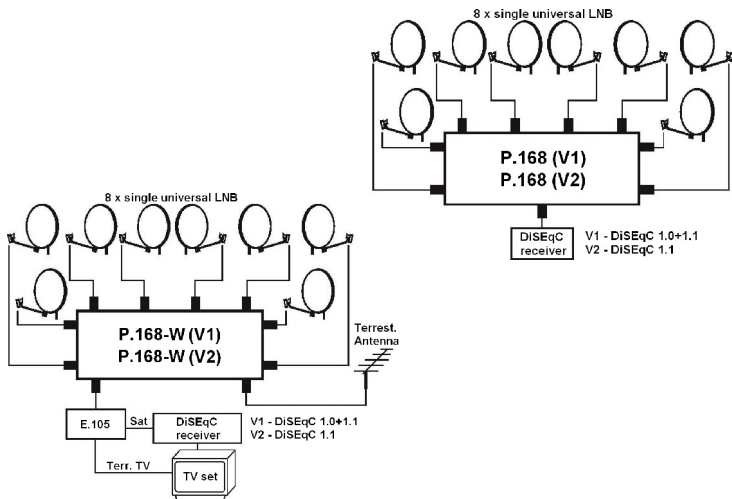 8 x single universal LNB
P.168 (V1)
P.168 (V2)
DiSEqC
receiver
V1 - DiSEqC 1.0+1.1
V2 - DiSEqC 1.1
8 x single universal LNB
P.168-W (V1)
P.168-W (V2)
Terrest.
Antenna
E.105
Sat
DiSEqC
receiver
V1 - DiSEqC 1.0+1.1
V2 - DiSEqC 1.1
Terr. TV
TV set